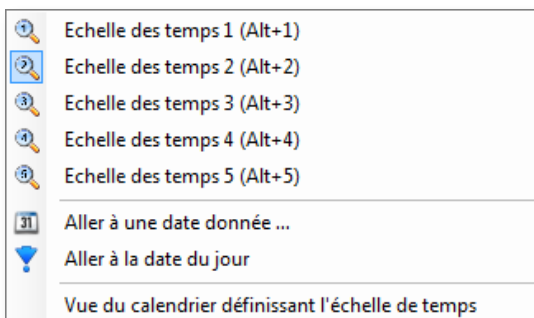 Echelle des temps 1 (Alt+1)
Echelle des temps 2 (Alt+2)
Echelle des temps 3 (Alt+3)
Echelle des temps 4 (Alt+4)
Echelle des temps 5 (Alt+5)
31 Aller à une date donnée ...
Aller à la date du jour
Vue du calendrier définissant l'échelle de temps